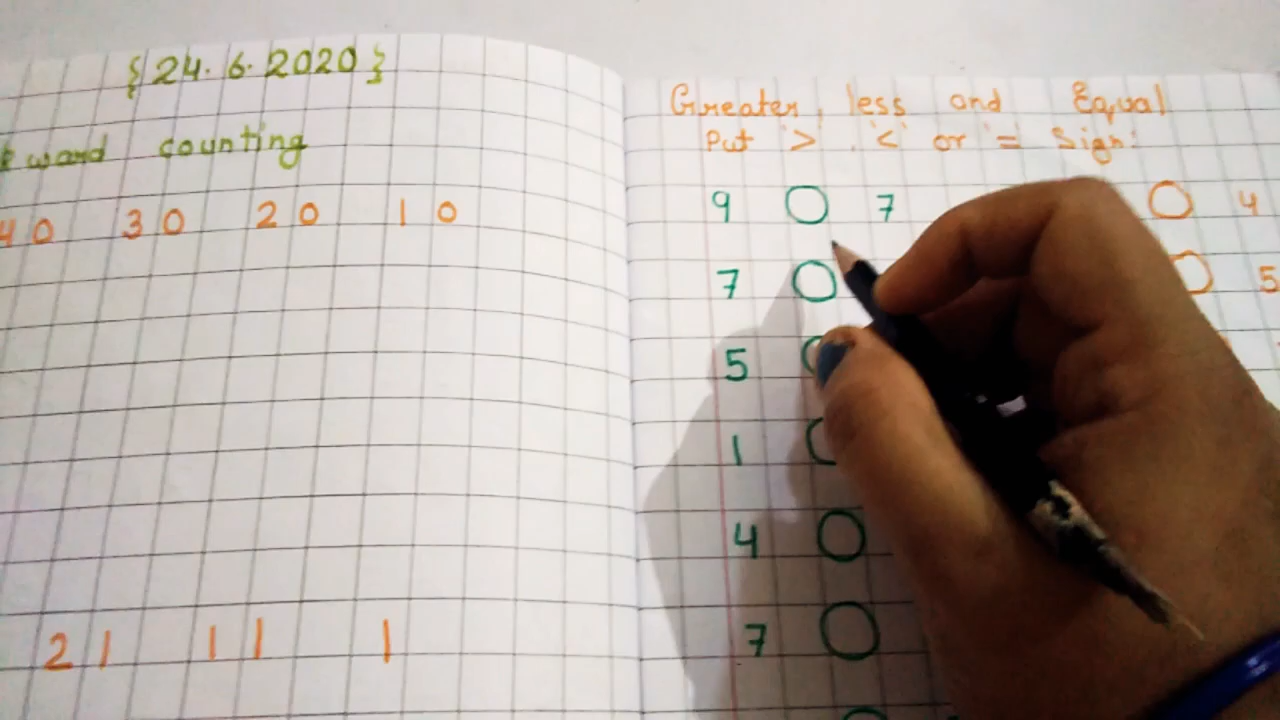 {24.6.2020}
ward counting
40 30 20 10
21 11 1
Greater, less and Equal
Put '>', '<' or '=' Sign:
9 7 4
7 5
5
1
4
7